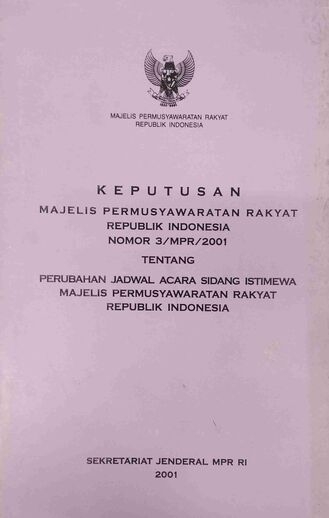 MAJELIS PERMUSYAWARATAN RAKYAT
REPUBLIK INDONESIA
KEPUTUSAN
MAJELIS PERMUSYAWARATAN RAKYAT
REPUBLIK INDONESIA
NOMOR 3/MPR/2001
TENTANG
PERUBAHAN JADWAL ACARA SIDANG ISTIMEWA
MAJELIS PERMUSYAWARATAN RAKYAT
REPUBLIK INDONESIA
SEKRETARIAT JENDERAL MPR RI
2001